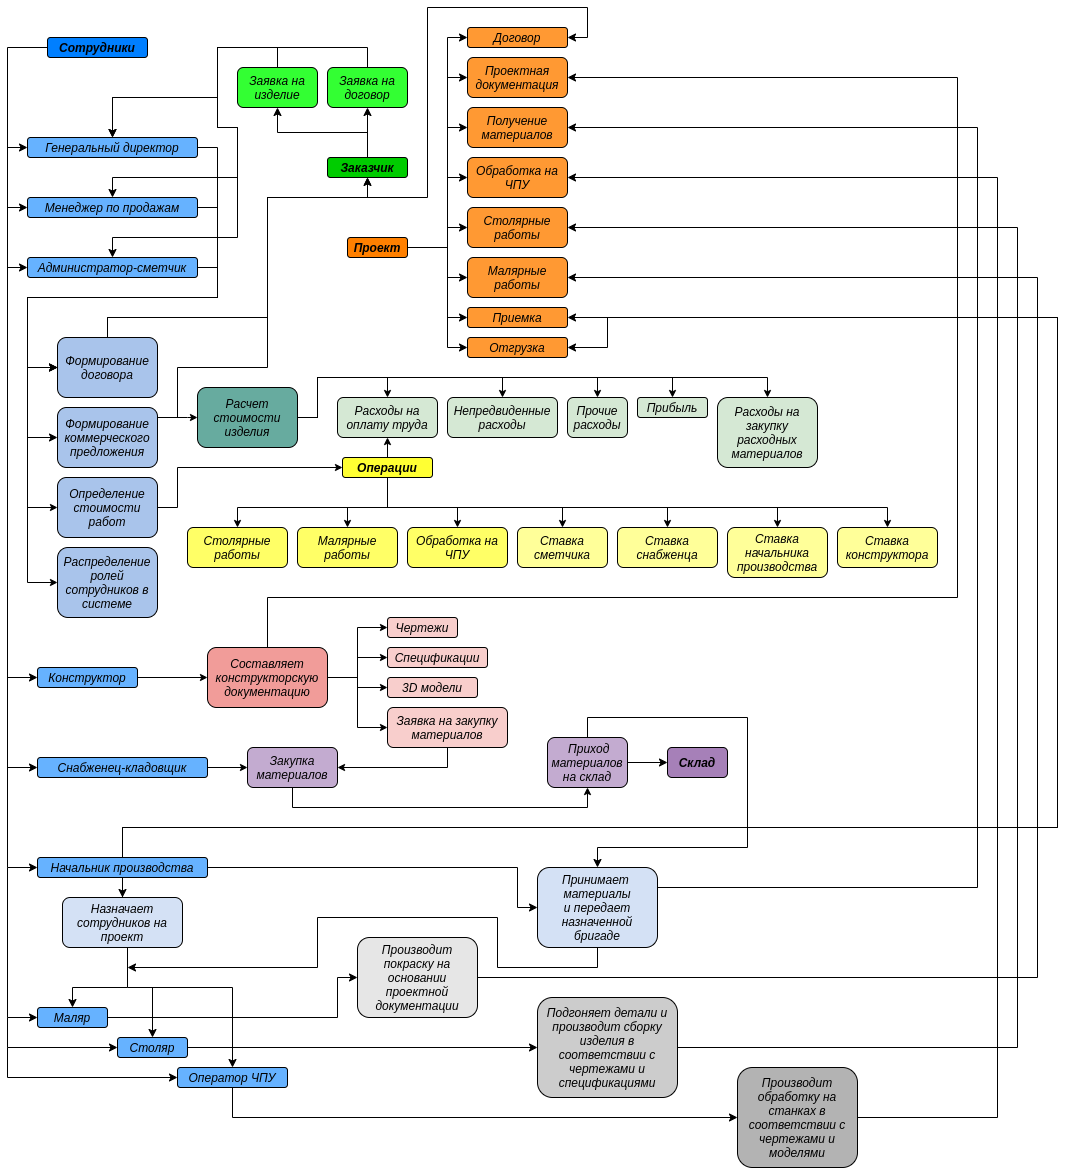 Сотрудники
Договор
Заявка на
изделие
Заявка на
договор
Проектная
документация
Получение
материалов
Генеральный директор
Заказчик
Обработка на
ЧПУ
Менеджер по продажам
Столярные
работы
Проект
Администратор-сметчик
Малярные
работы
Приемка
Отгрузка
Формирование
договора
Формирование
коммерческого
предложения
Расчет
стоимости
изделия
Расходы на
оплату труда
Непредвиденные
расходы
Прочие
расходы
Прибыль
Расходы на
закупку
расходных
материалов
Операции
Определение
стоимости
работ
Столярные
работы
Малярные
работы
Обработка на
ЧПУ
Ставка
сметчика
Ставка
снабженца
Ставка
начальника
производства
Ставка
конструктора
Распределение
ролей
сотрудников в
системе
Чертежи
Составляет
конструкторскую
документацию
Спецификации
Конструктор
3D модели
Заявка на закупку
материалов
Снабженец-кладовщик
Закупка
материалов
Приход
материалов
на склад
Склад
Начальник производства
Принимает
материалы
и передает
назначенной
бригаде
Назначает
сотрудников на
проект
Производит
покраску на
основании
проектной
документации
Маляр
Подгоняет детали и
производит сборку
изделия в
соответствии с
чертежами и
спецификациями
Столяр
Оператор ЧПУ
Производит
обработку на
станках в
соответствии с
чертежами и
моделями